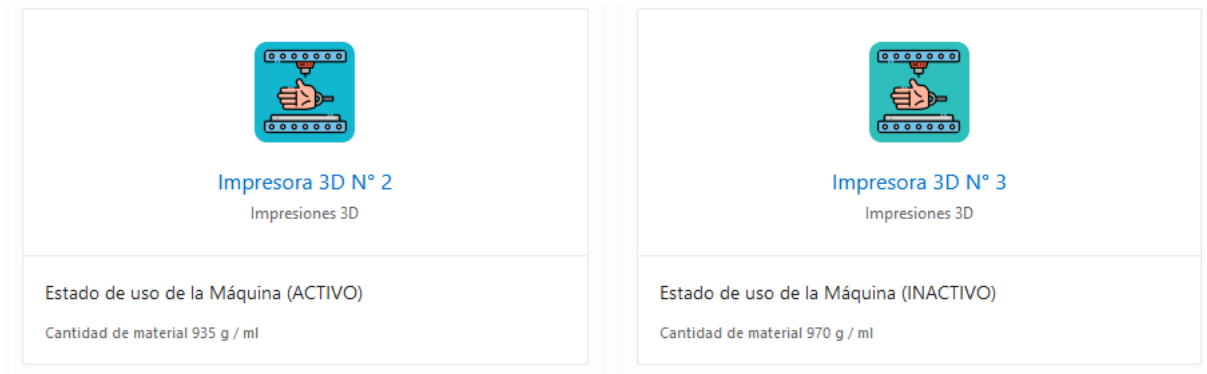 Impresora 3D N° 2
Impresiones 3D
Estado de uso de la Máquina (ACTIVO)
Cantidad de material 935 g / ml
Impresora 3D N° 3
Impresiones 3D
Estado de uso de la Máquina (INACTIVO)
Cantidad de material 970 g / ml